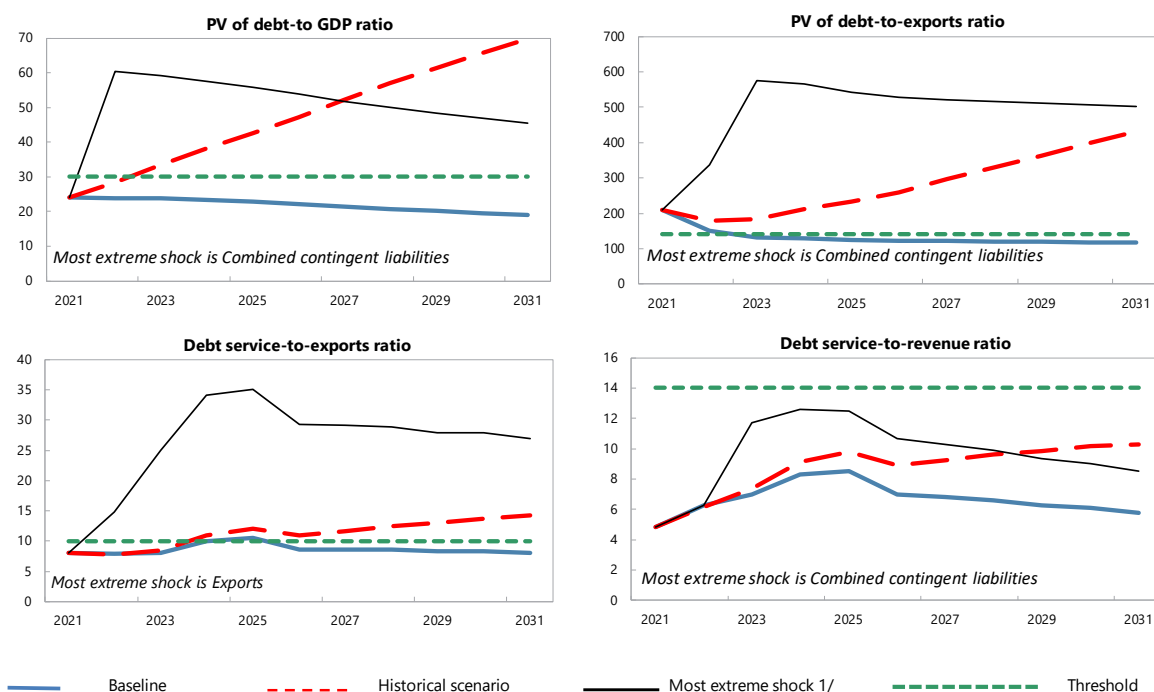 PV of debt-to GDP ratio
70
60
50
40
30
20
10
0
Most extreme shock is Combined contingent liabilities
2021 2023 2025 2027 2029 2031
PV of debt-to-exports ratio
700
600
500
400
300
200
100
0
Most extreme shock is Combined contingent liabilities
2021 2023 2025 2027 2029 2031
Debt service-to-exports ratio
40
35
30
25
20
15
10
5
0
Most extreme shock is Exports
2021 2023 2025 2027 2029 2031
Debt service-to-revenue ratio
16
14
12
10
8
6
4
2
0
Most extreme shock is Combined contingent liabilities
2021 2023 2025 2027 2029 2031
Baseline Historical scenario Most extreme shock 1/ Threshold